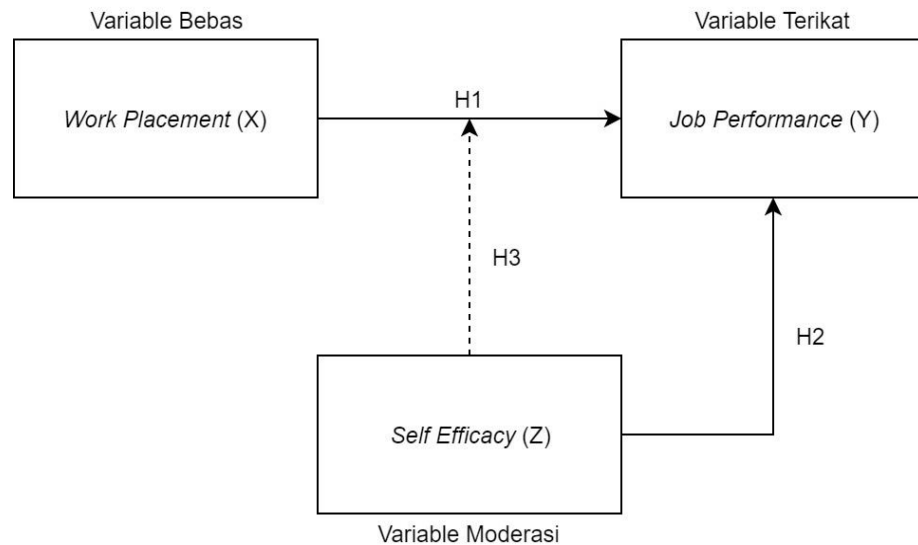 Variable Bebas
Variable Terikat
Work Placement (X)
H1
Job Performance (Y)
H3
H2
Self Efficacy (Z)
Variable Moderasi